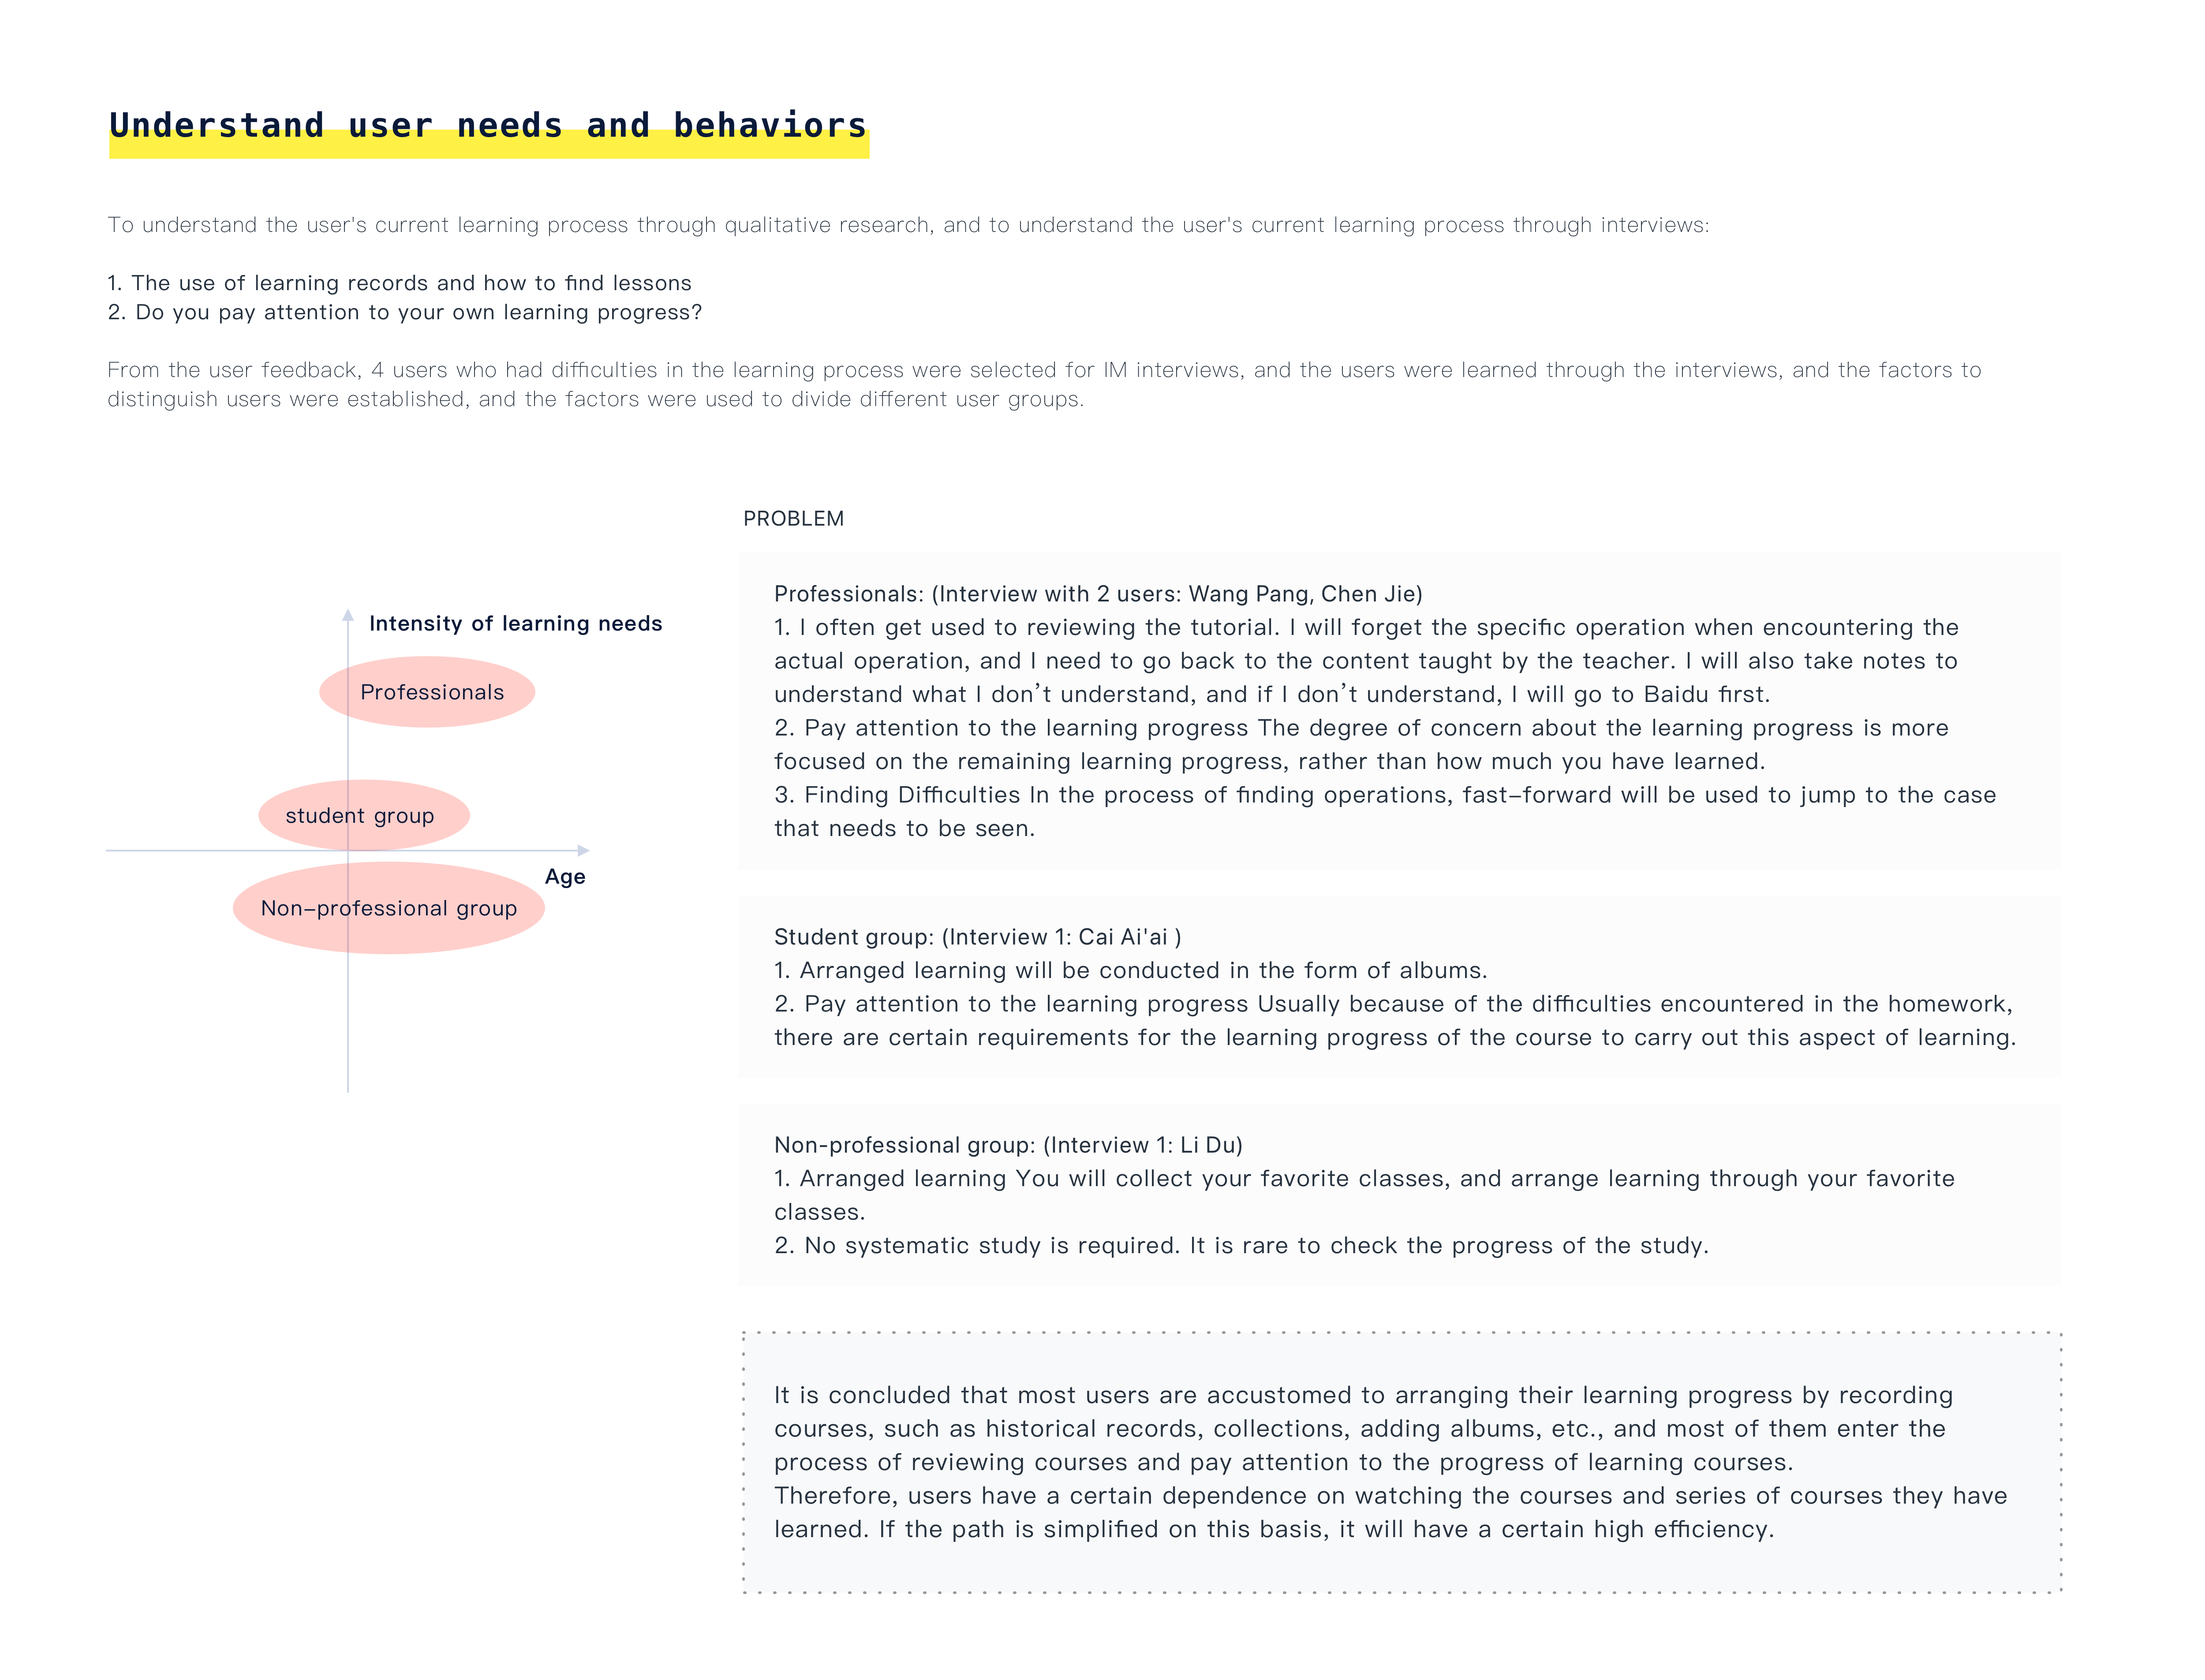 Understand user needs and behaviors
To understand the user's current learning process through qualitative research, and to understand the user's current learning process through interviews:
1. The use of learning records and how to find lessons
2. Do you pay attention to your own learning progress?
From the user feedback, 4 users who had difficulties in the learning process were selected for IM interviews, and the users were learned through the interviews, and the factors to
distinguish users were established, and the factors were used to divide different user groups.
Intensity of learning needs
Professionals
student group
Age
Non-professional group
PROBLEM
Professionals: (Interview with 2 users: Wang Pang, Chen Jie)
1. I often get used to reviewing the tutorial. I will forget the specific operation when encountering the
actual operation, and I need to go back to the content taught by the teacher. I will also take notes to
understand what I don’t understand, and if I don’t understand, I will go to Baidu first.
2. Pay attention to the learning progress The degree of concern about the learning progress is more
focused on the remaining learning progress, rather than how much you have learned.
3. Finding Difficulties In the process of finding operations, fast-forward will be used to jump to the case
that needs to be seen.
Student group: (Interview 1: Cai Ai'ai )
1. Arranged learning will be conducted in the form of albums.
2. Pay attention to the learning progress Usually because of the difficulties encountered in the homework,
there are certain requirements for the learning progress of the course to carry out this aspect of learning.
Non-professional group: (Interview 1: Li Du)
1. Arranged learning You will collect your favorite classes, and arrange learning through your favorite
classes.
2. No systematic study is required. It is rare to check the progress of the study.
It is concluded that most users are accustomed to arranging their learning progress by recording
courses, such as historical records, collections, adding albums, etc., and most of them enter the
process of reviewing courses and pay attention to the progress of learning courses.
Therefore, users have a certain dependence on watching the courses and series of courses they have
learned. If the path is simplified on this basis, it will have a certain high efficiency.